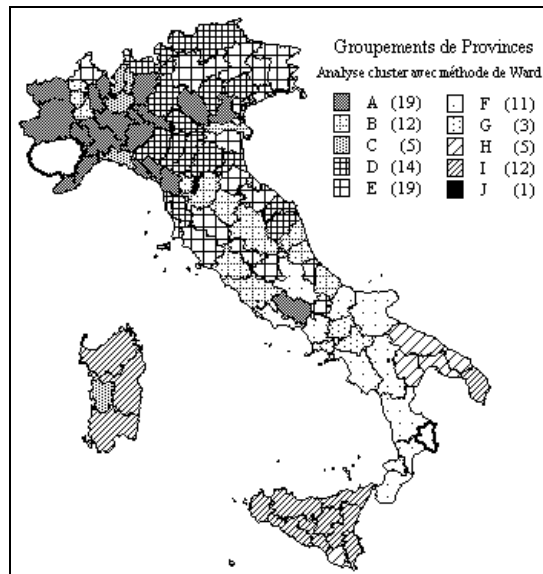 Groupements de Provinces
Analyse cluster avec méthode de Ward
A (19) F (11)
B (12) G (3)
C (5) H (5)
D (14) I (12)
E (19) J (1)